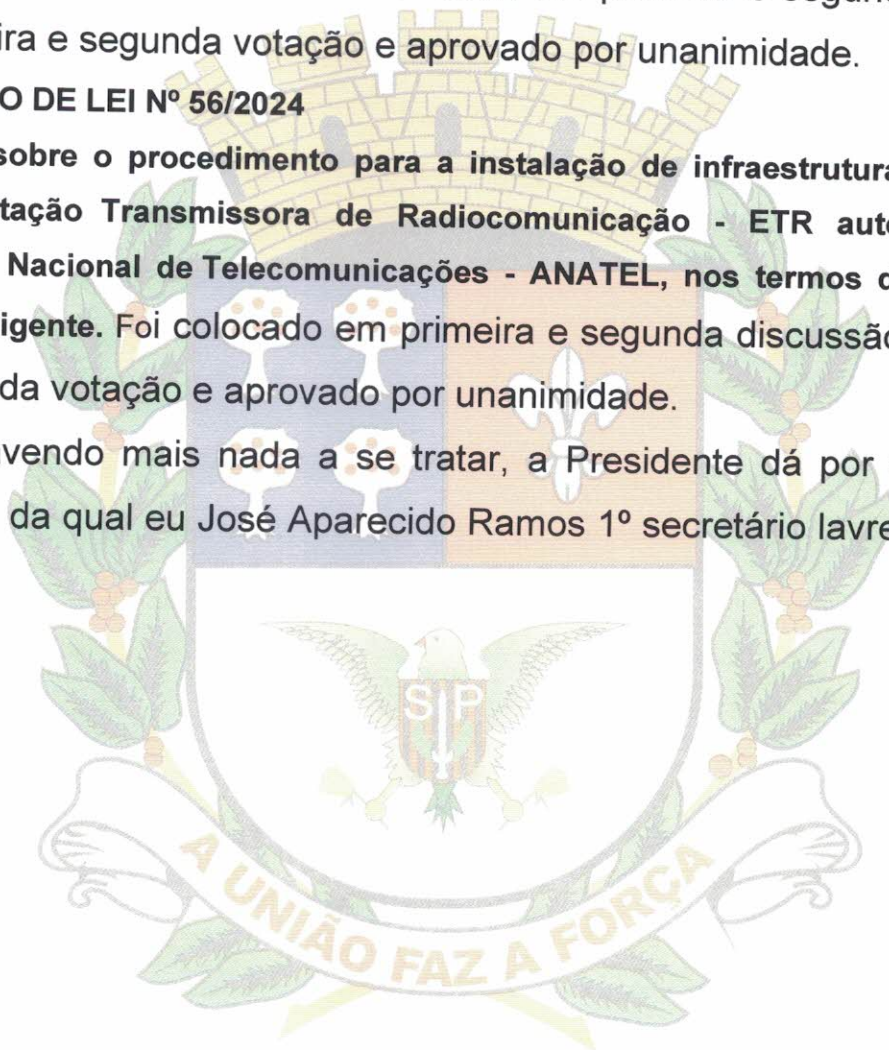 ira e segunda votação e aprovado por unanimidade.
O DE LEI Nº 56/2024
sobre o procedimento para a instalação de infraestrutura
tação Transmissora de Radiocomunicação - ETR aut
Nacional de Telecomunicações - ANATEL, nos termos d
igente. Foi colocado em primeira e segunda discussão
da votação e aprovado por unanimidade.
vendo mais nada a se tratar, a Presidente dá por
da qual eu José Aparecido Ramos 1º secretário lavre
SP
A UNIÃO FAZ A FORÇA